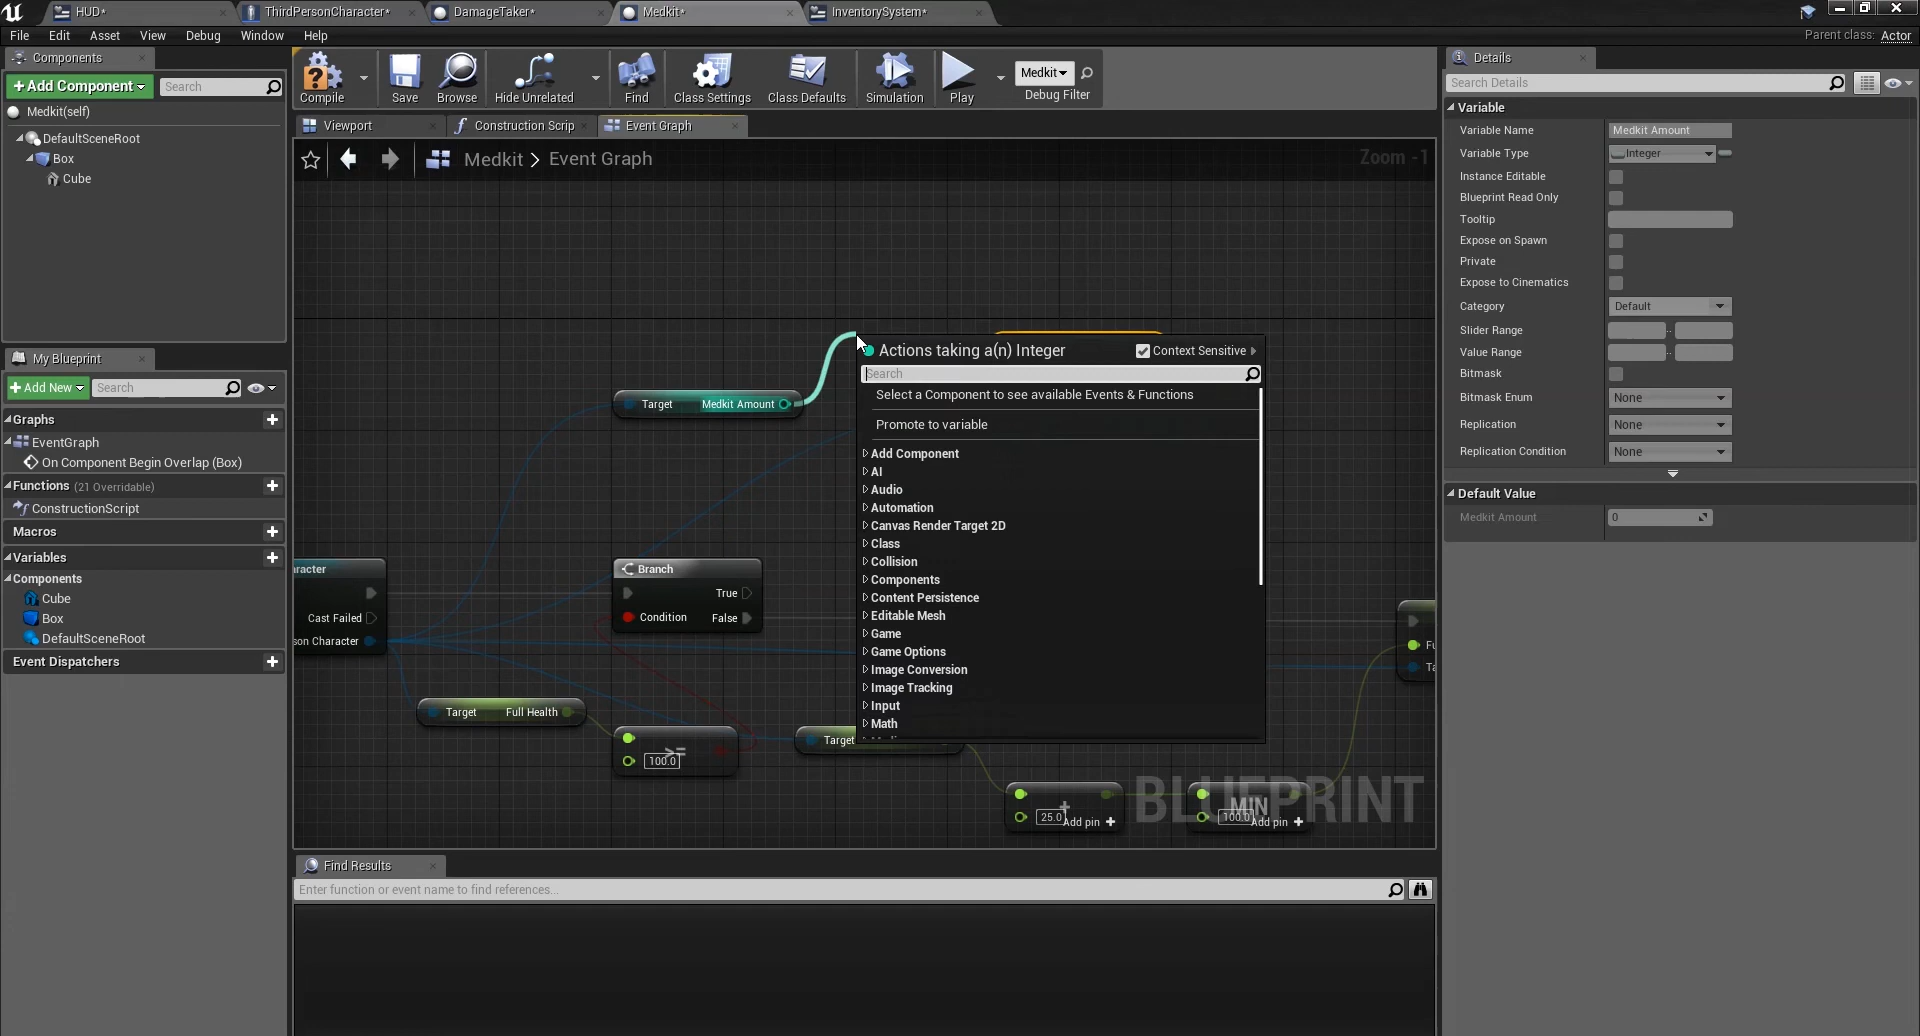 HUD*
ThirdPersonCharacter*
DamageTaker*
Medkit*
InventorySystem*
File
Edit
Asset
View
Debug
Window
Help
Parent class: Actor
Components
+Add Component
Search
Medkit(self)
DefaultSceneRoot
Box
Cube
My Blueprint
+Add New
Search
Graphs
EventGraph
On Component Begin Overlap (Box)
Functions (21 Overridable)
ConstructionScript
Macros
Variables
Components
Cube
Box
DefaultSceneRoot
Event Dispatchers
Compile
Save
Browse
Hide Unrelated
Find
Class Settings
Class Defaults
Simulation
Play
Medkit
Debug Filter
Viewport
Construction Scrip
Event Graph
Medkit > Event Graph
Zoom -1
Target Medkit Amount
aracter
Cast Failed
son Character
Branch
True
Condition False
Target Full Health
>=
100.0
Target
+
25.0
Add pin +
MIN
100.0
Add pin +
BLUEPRINT
Fu
Ta
Actions taking a(n) Integer
Context Sensitive
Search
Select a Component to see available Events & Functions
Promote to variable
Add Component
AI
Audio
Automation
Canvas Render Target 2D
Class
Collision
Components
Content Persistence
Editable Mesh
Game
Game Options
Image Conversion
Image Tracking
Input
Math
Find Results
Enter function or event name to find references...
Details
Search Details
Variable
Variable Name Medkit Amount
Variable Type Integer
Instance Editable
Blueprint Read Only
Tooltip
Expose on Spawn
Private
Expose to Cinematics
Category Default
Slider Range ..
Value Range ..
Bitmask
Bitmask Enum None
Replication None
Replication Condition None
Default Value
Medkit Amount 0